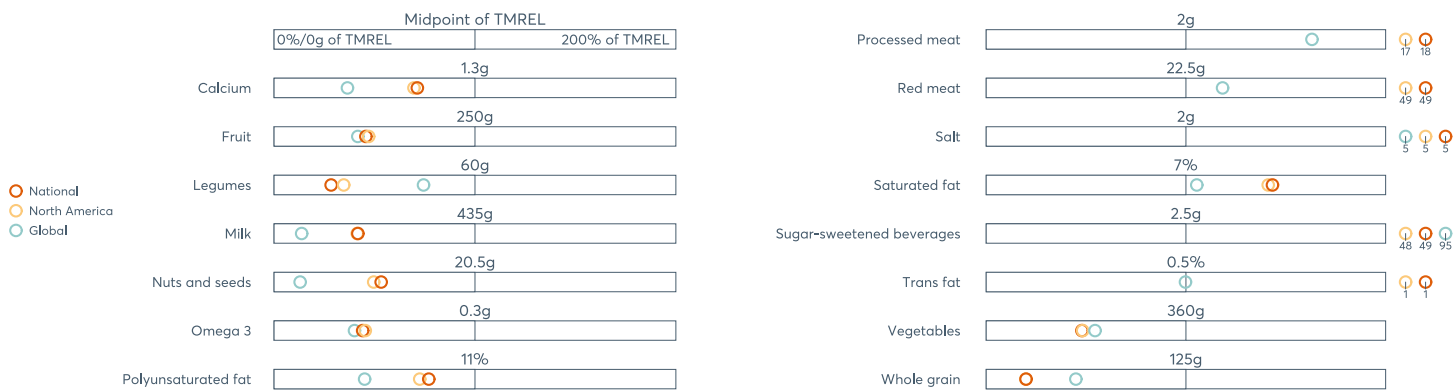 Midpoint of TMREL
0%/0g of TMREL 200% of TMREL
1.3g
Calcium
250g
Fruit
60g
Legumes
435g
Milk
20.5g
Nuts and seeds
0.3g
Omega 3
11%
Polyunsaturated fat
National
North America
Global
2g
Processed meat
17 18
22.5g
Red meat
49 49
2g
Salt
5 5 5
7%
Saturated fat
2.5g
Sugar-sweetened beverages
48 49 95
0.5%
Trans fat
1 1
360g
Vegetables
125g
Whole grain